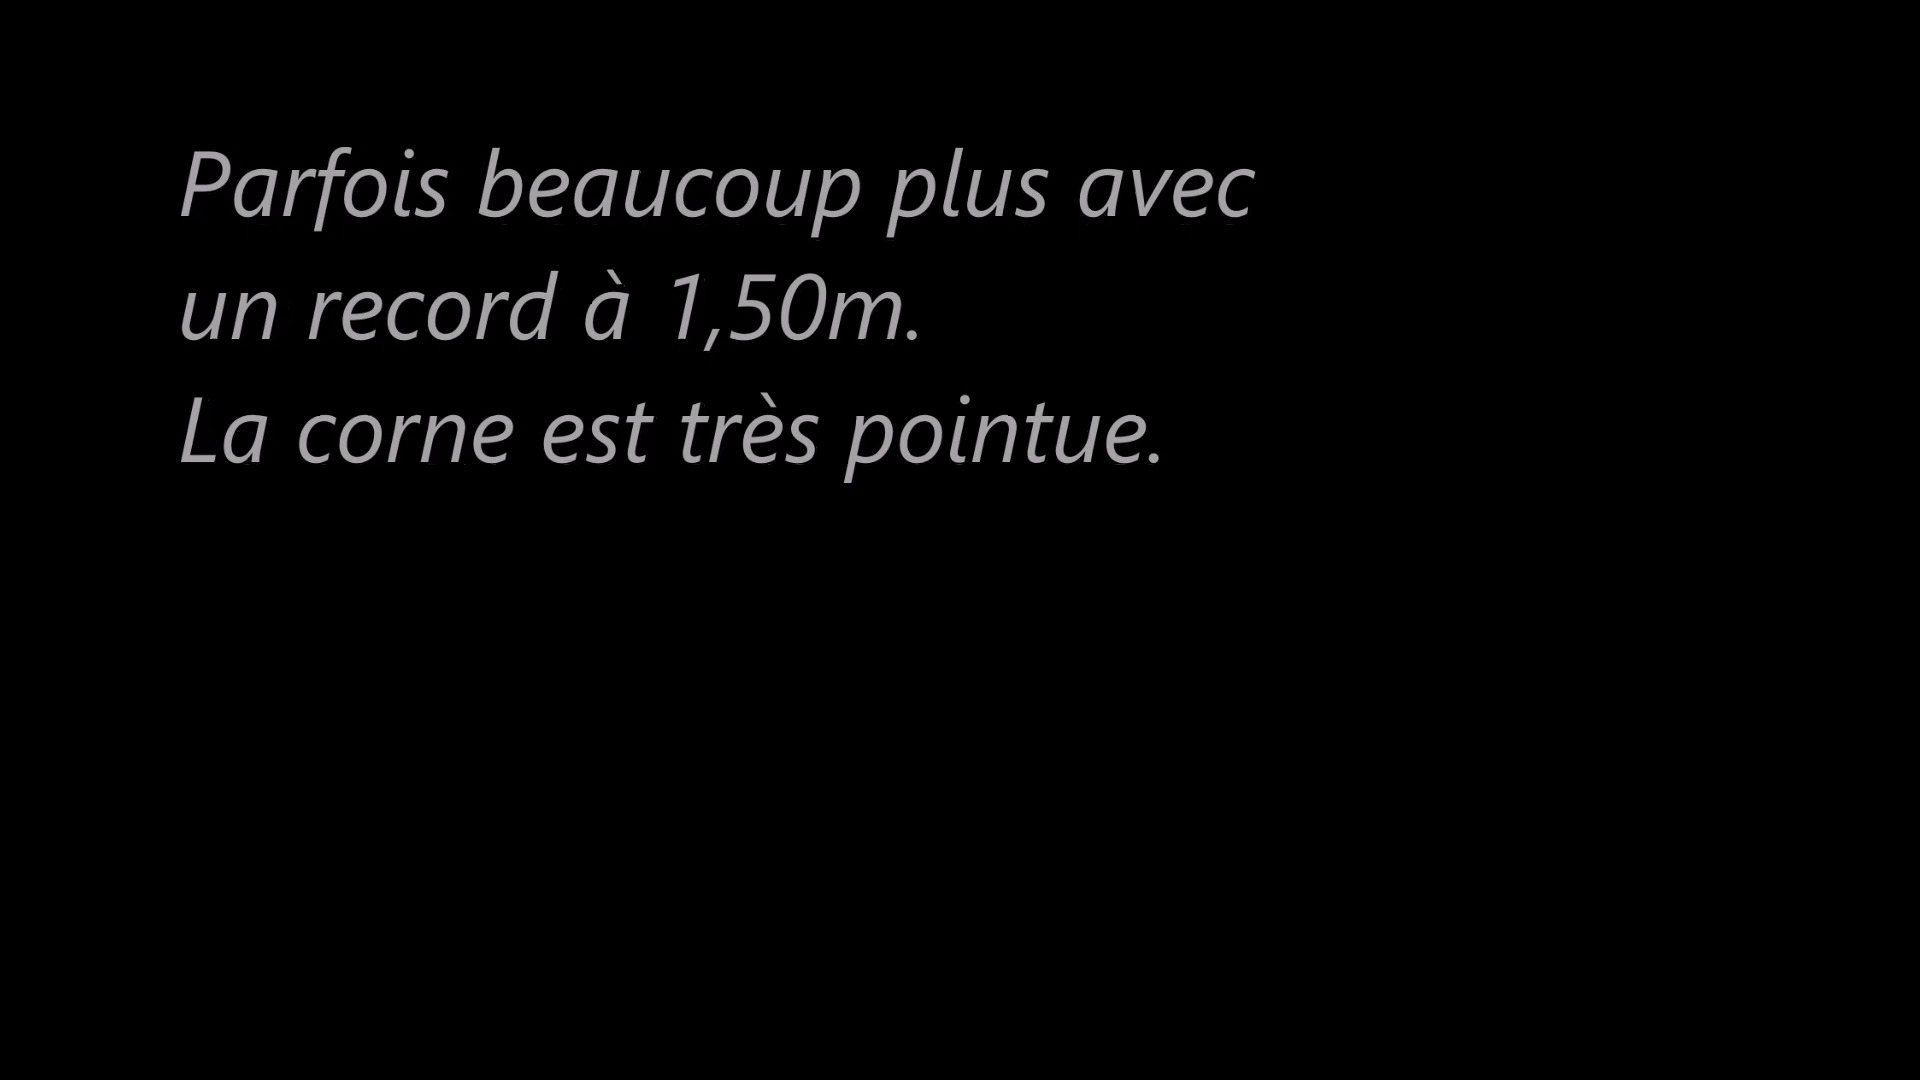 Parfois beaucoup plus avec
un record à 1,50m.
La corne est très pointue.